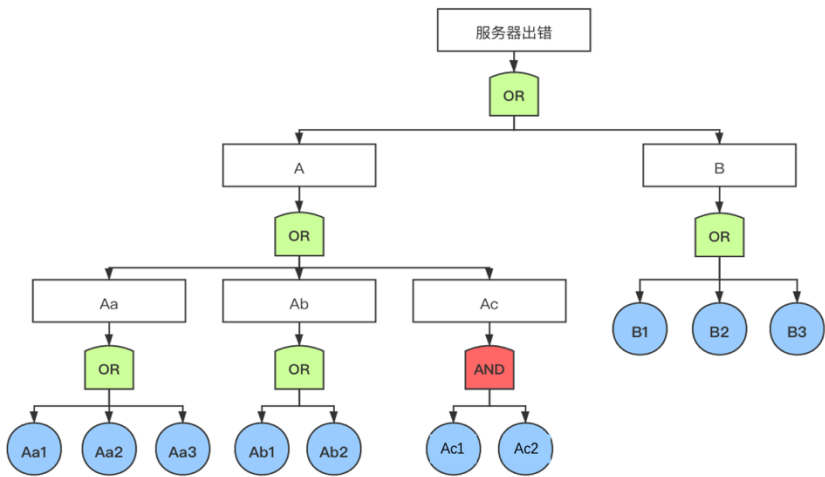 服务器出错
OR
A
B
OR
OR
Aa
Ab
Ac
B1
B2
B3
OR
OR
AND
Aa1
Aa2
Aa3
Ab1
Ab2
Ac1
Ac2